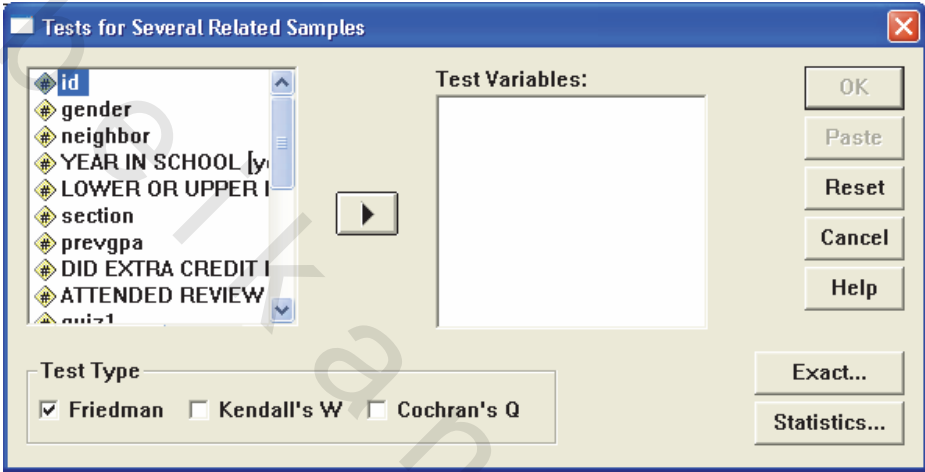 Tests for Several Related Samples
id
gender
neighbor
YEAR IN SCHOOL [y
LOWER OR UPPER
section
prevgpa
DID EXTRA CREDIT
ATTENDED REVIEW
quiz1
Test Variables:
OK
Paste
Reset
Cancel
Help
Exact...
Statistics...
Test Type
Friedman Kendall's W Cochran's Q